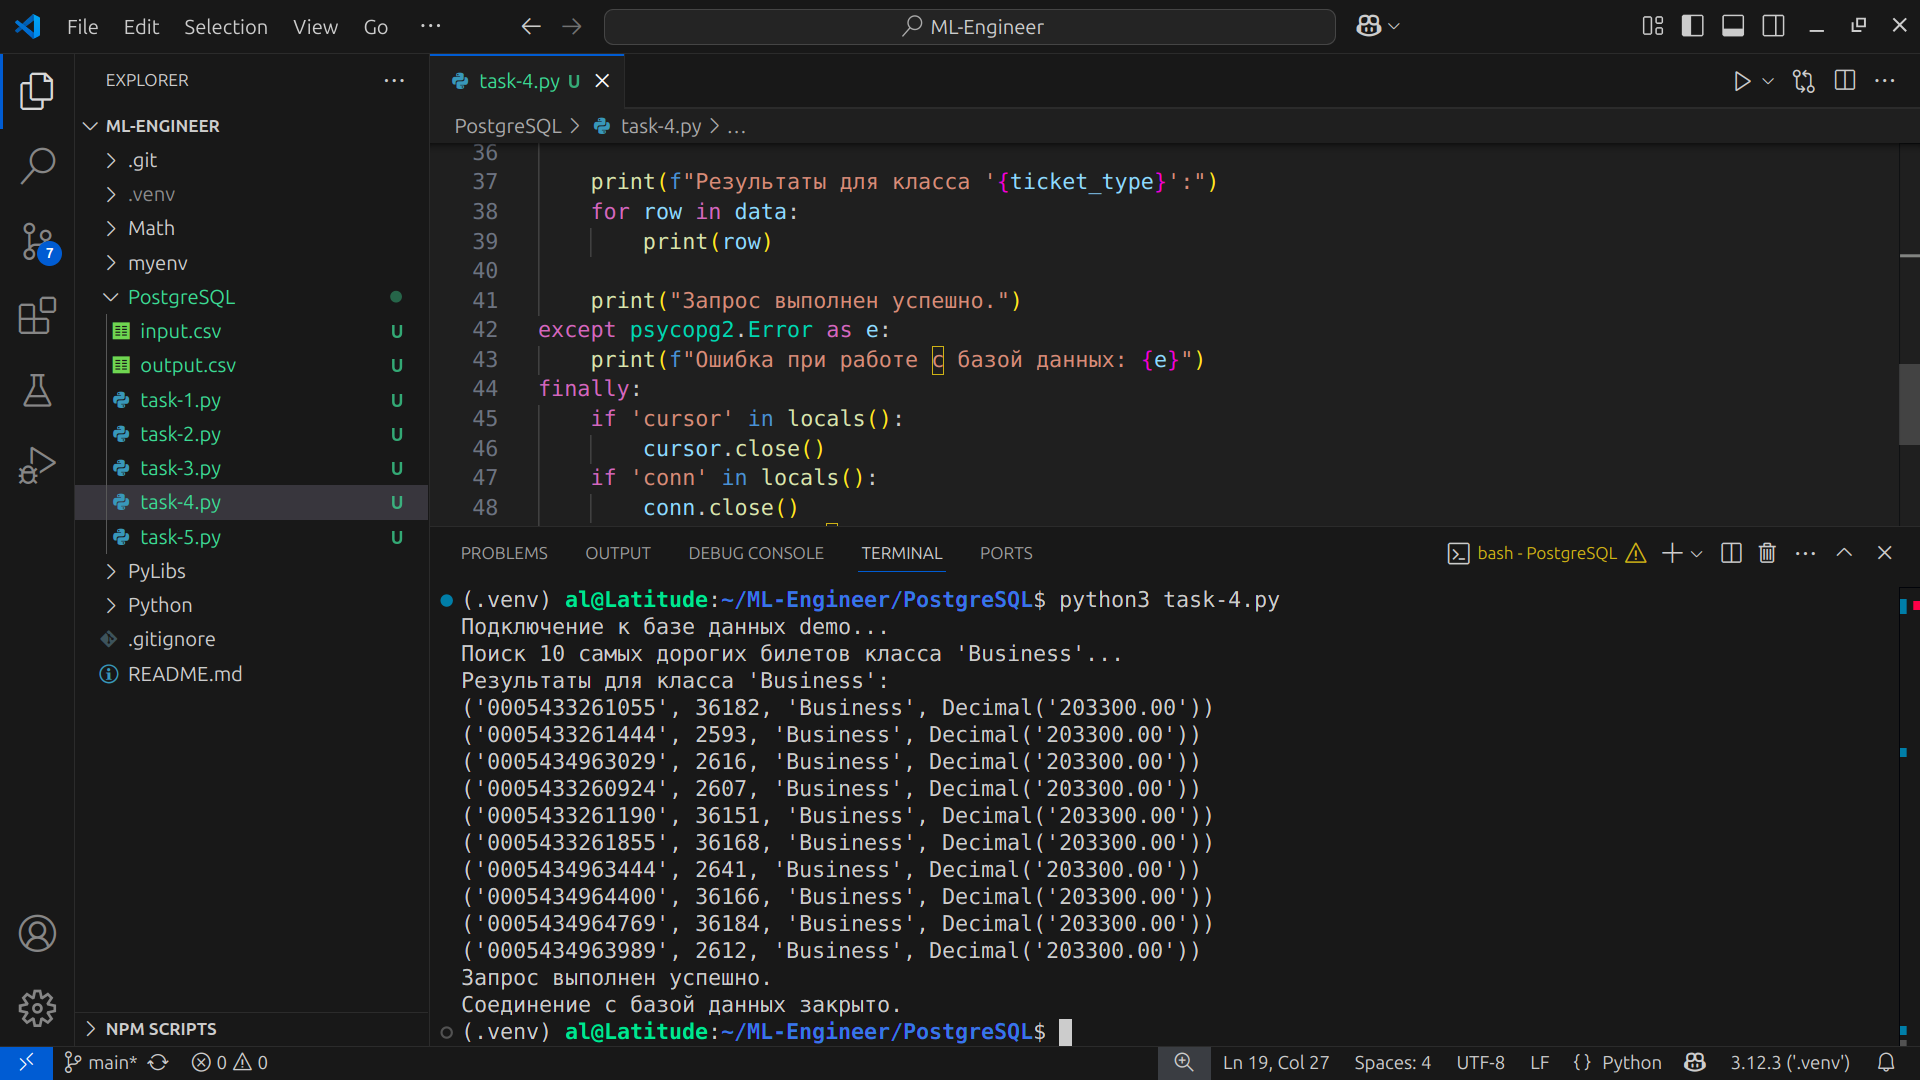 File Edit Selection View Go ··· ML-Engineer
EXPLORER ···
ML-ENGINEER
.git
.venv
Math
myenv
PostgreSQL
input.csv U
output.csv U
task-1.py U
task-2.py U
task-3.py U
task-4.py U
task-5.py U
PyLibs
Python
.gitignore
README.md
NPM SCRIPTS
7
task-4.py U
PostgreSQL > task-4.py > ...
36
37 print(f"Результаты для класса '{ticket_type}':")
38 for row in data:
39 print(row)
40
41 print("Запрос выполнен успешно.")
42 except psycopg2.Error as e:
43 print(f"Ошибка при работе с базой данных: {e}")
44 finally:
45 if 'cursor' in locals():
46 cursor.close()
47 if 'conn' in locals():
48 conn.close()
PROBLEMS OUTPUT DEBUG CONSOLE TERMINAL PORTS bash - PostgreSQL
(.venv) al@Latitude:~/ML-Engineer/PostgreSQL$ python3 task-4.py
Подключение к базе данных demo...
Поиск 10 самых дорогих билетов класса 'Business'...
Результаты для класса 'Business':
('0005433261055', 36182, 'Business', Decimal('203300.00'))
('0005433261444', 2593, 'Business', Decimal('203300.00'))
('0005434963029', 2616, 'Business', Decimal('203300.00'))
('0005433260924', 2607, 'Business', Decimal('203300.00'))
('0005433261190', 36151, 'Business', Decimal('203300.00'))
('0005433261855', 36168, 'Business', Decimal('203300.00'))
('0005434963444', 2641, 'Business', Decimal('203300.00'))
('0005434964400', 36166, 'Business', Decimal('203300.00'))
('0005434964769', 36184, 'Business', Decimal('203300.00'))
('0005434963989', 2612, 'Business', Decimal('203300.00'))
Запрос выполнен успешно.
Соединение с базой данных закрыто.
(.venv) al@Latitude:~/ML-Engineer/PostgreSQL$
main* 0 0 Ln 19, Col 27 Spaces: 4 UTF-8 LF {} Python 3.12.3 ('.venv')